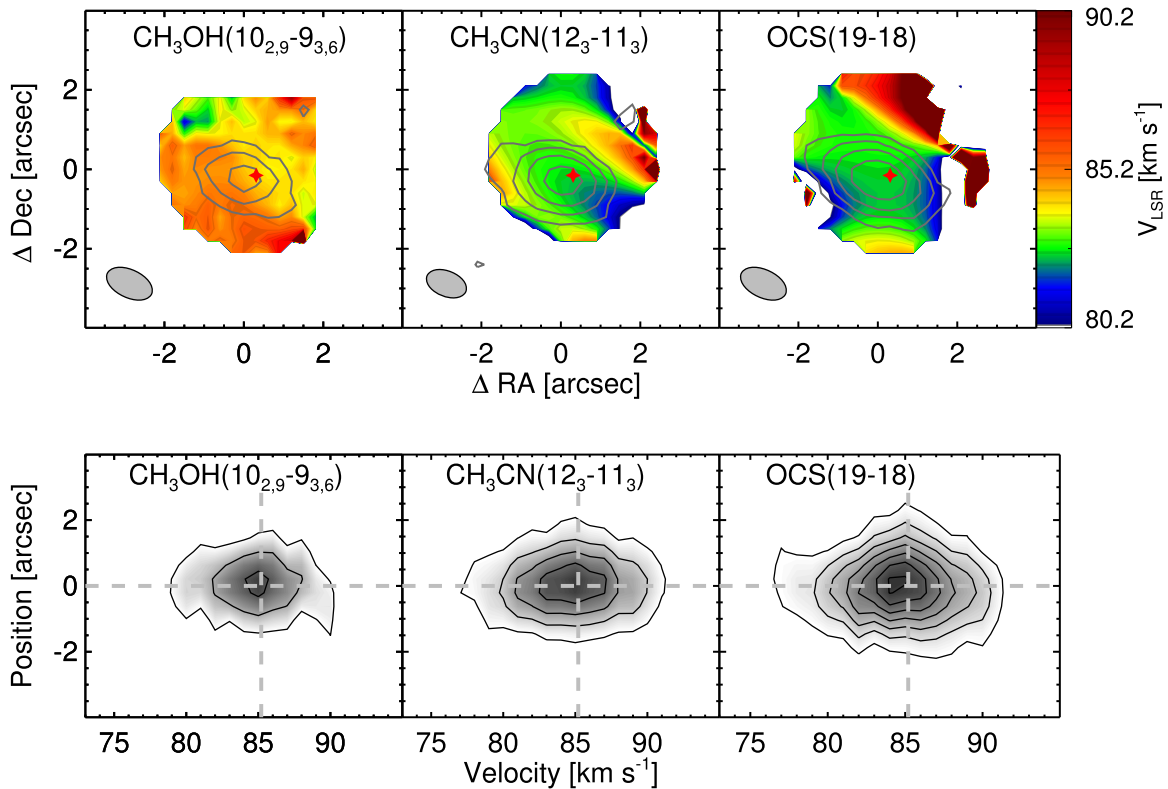 CH₃OH(10₂,₉-9₃,₆) CH₃CN(12₃-11₃) OCS(19-18) 90.2
2
0
-2
Δ Dec [arcsec]
85.2
80.2
V_LSR [km s⁻¹]
-2 0 2 -2 0 2 -2 0 2
Δ RA [arcsec]
CH₃OH(10₂,₉-9₃,₆) CH₃CN(12₃-11₃) OCS(19-18)
2
0
-2
Position [arcsec]
75 80 85 90 75 80 85 90 75 80 85 90
Velocity [km s⁻¹]